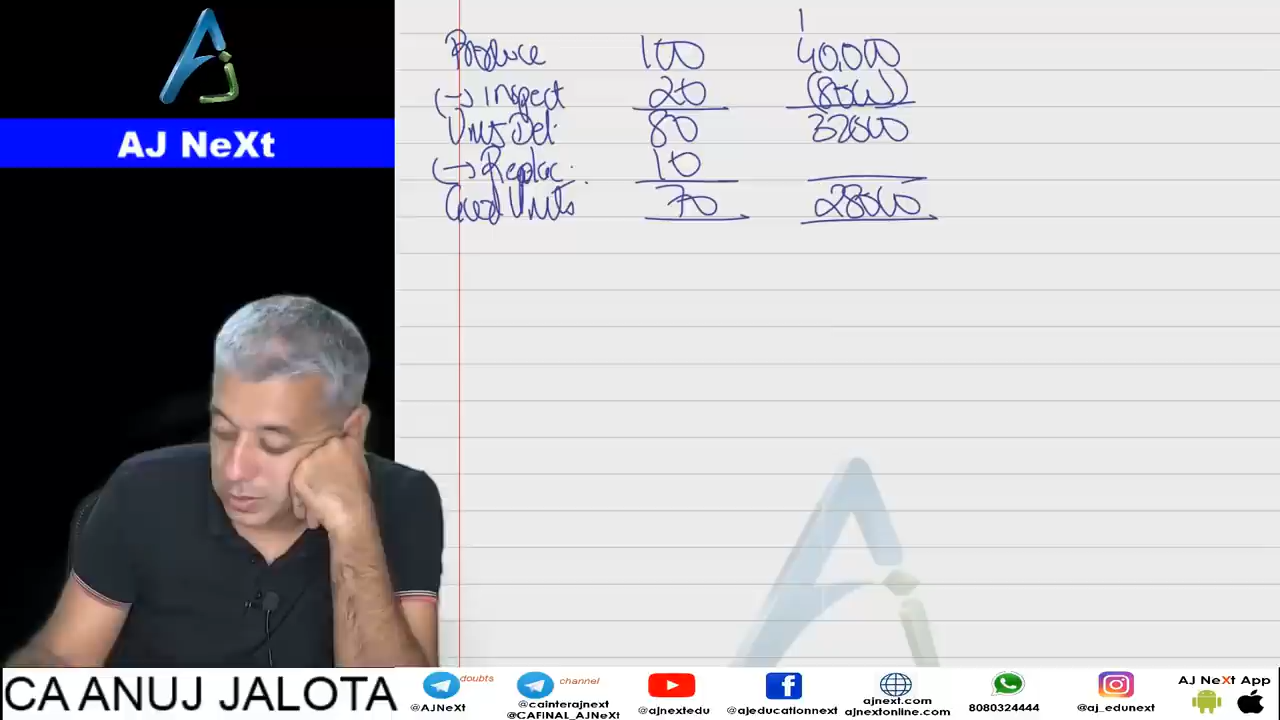 AJ NeXt
1
Produce 100 40,000
(-) Inspect 20 (8000)
Units Del. 80 32000
(-) Replac. 10
Good Units 70 28000
CA ANUJ JALOTA
doubts
@AJNeXt
channel
@cainterajnext
@CAFINAL_AJNeXt
@ajnextedu
@ajeducationnext
ajnext.com
ajnextonline.com
8080324444
@aj_edunext
AJ NeXt App